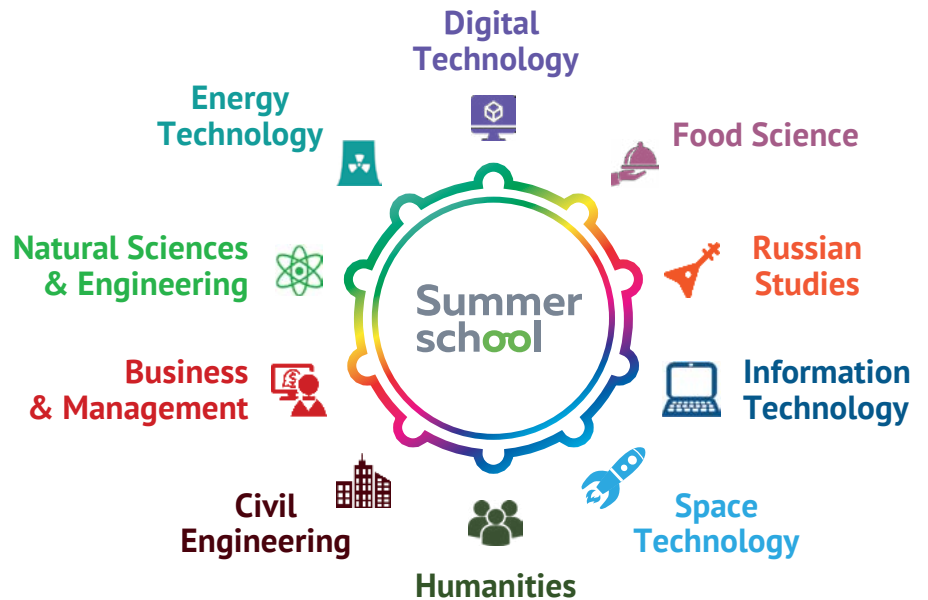 Digital
Technology
Food Science
Russian
Studies
Information
Technology
Space
Technology
Humanities
Civil
Engineering
Business
& Management
Natural Sciences
& Engineering
Energy
Technology
Summer
school